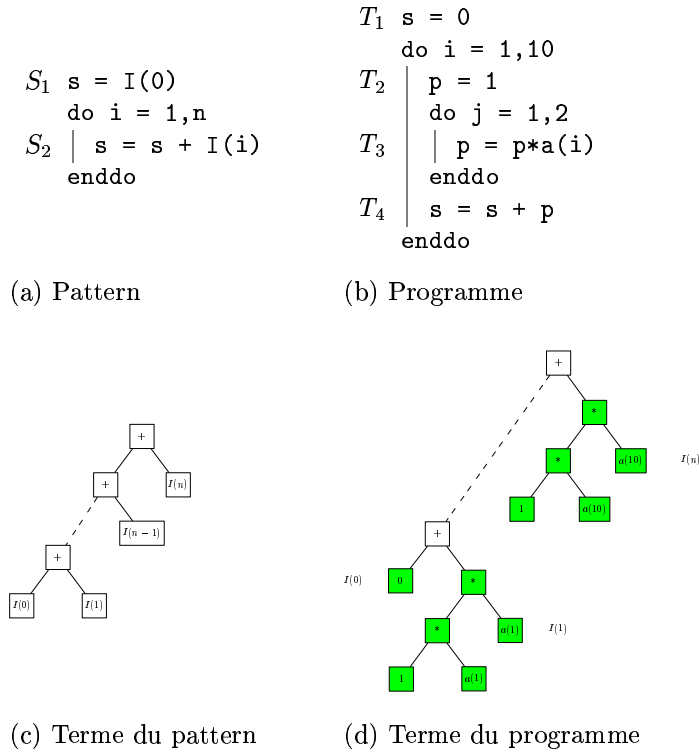 S1 s = I(0)
do i = 1,n
S2 s = s + I(i)
enddo
(a) Pattern
T1 s = 0
do i = 1,10
T2 p = 1
do j = 1,2
T3 p = p*a(i)
enddo
T4 s = s + p
enddo
(b) Programme
+
+ I(n)
I(n − 1)
+
I(0) I(1)
(c) Terme du pattern
+
*
* a(10) I(n)
1 a(10)
+
I(0) 0 *
* a(1) I(1)
1 a(1)
(d) Terme du programme